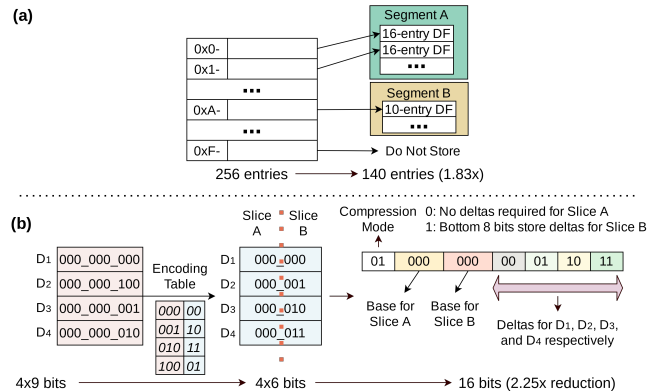 (a)
Segment A
16-entry DF
16-entry DF
...
0x0-
0x1-
...
0xA-
...
0xF-
Segment B
10-entry DF
...
Do Not Store
256 entries
140 entries (1.83x)
(b)
Slice A
Slice B
Compression Mode
0: No deltas required for Slice A
1: Bottom 8 bits store deltas for Slice B
D1 000_000_000
D2 000_000_100
D3 000_000_001
D4 000_000_010
Encoding
Table
000 00
001 10
010 11
100 01
D1 000_000
D2 000_001
D3 000_010
D4 000_011
01 000 000 00 01 10 11
Base for
Slice A
Base for
Slice B
Deltas for D1, D2, D3,
and D4 respectively
4x9 bits
4x6 bits
16 bits (2.25x reduction)